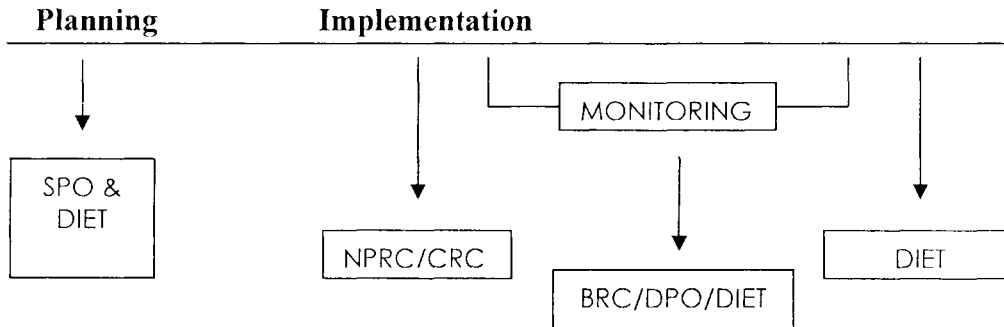 Planning Implementation
MONITORING
SPO &
DIET
NPRC/CRC
DIET
BRC/DPO/DIET